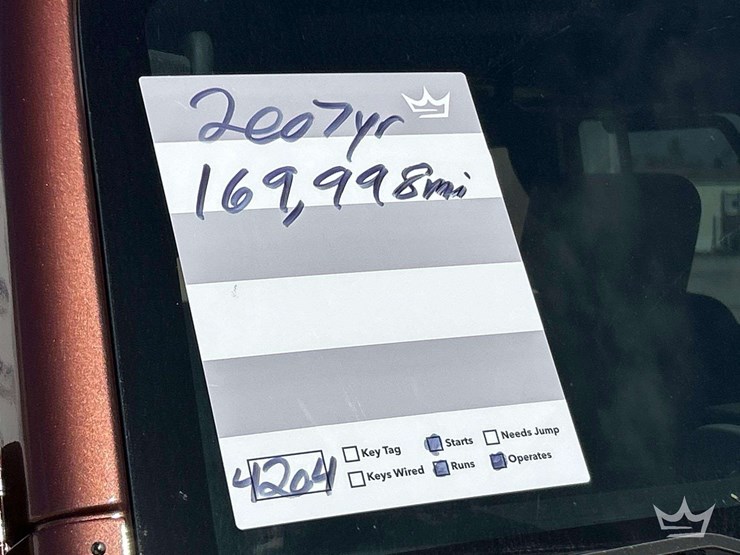 2007yr
169,998mi
4204
Key Tag Starts Needs Jump
Keys Wired Runs Operates